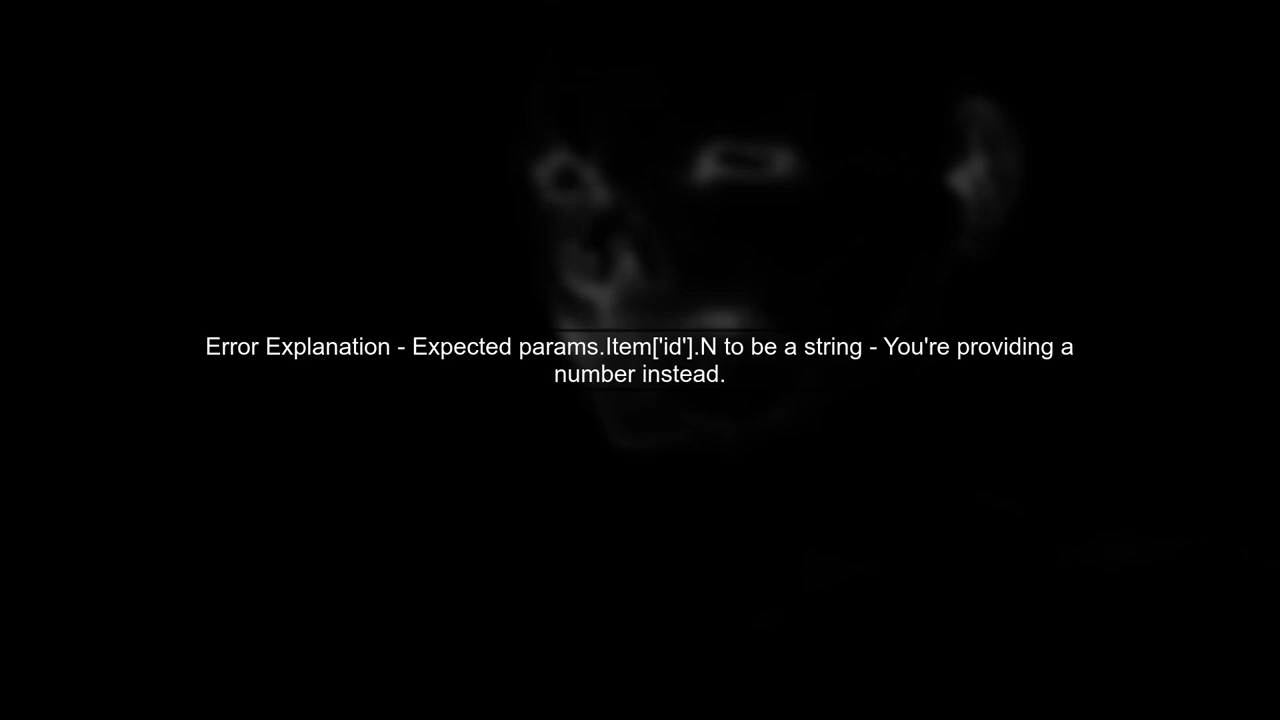 Error Explanation - Expected params.Item['id'].N to be a string - You're providing a
number instead.